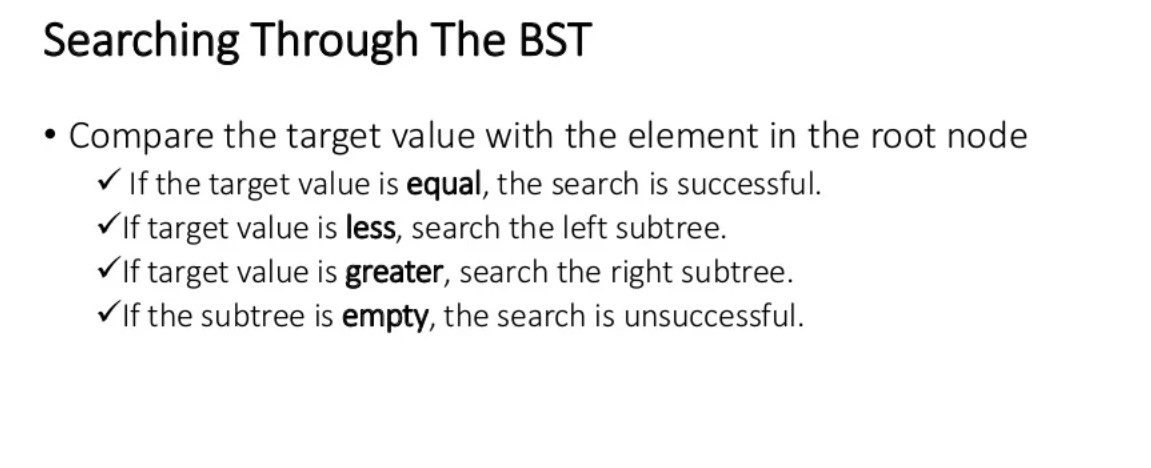 Searching Through The BST
• Compare the target value with the element in the root node
✓ If the target value is equal, the search is successful.
✓If target value is less, search the left subtree.
✓If target value is greater, search the right subtree.
✓If the subtree is empty, the search is unsuccessful.